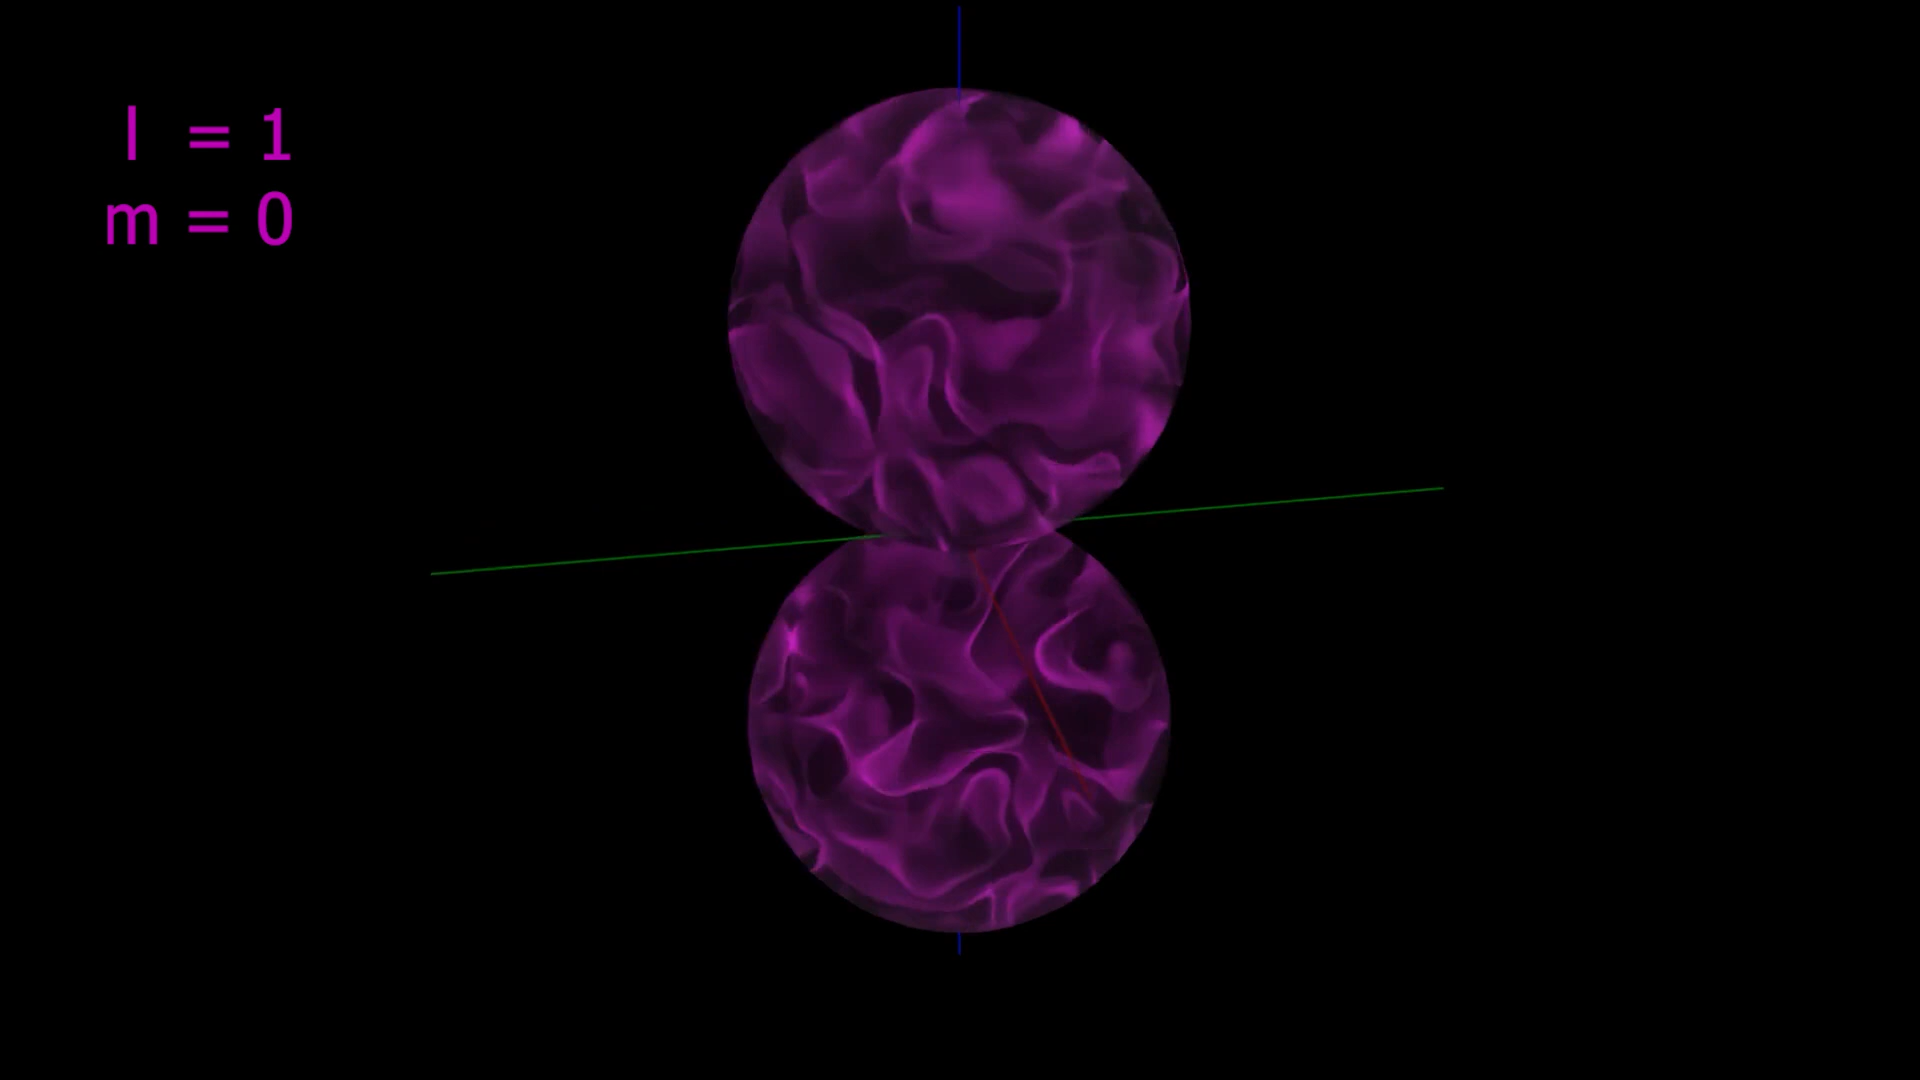 l = 1
m = 0